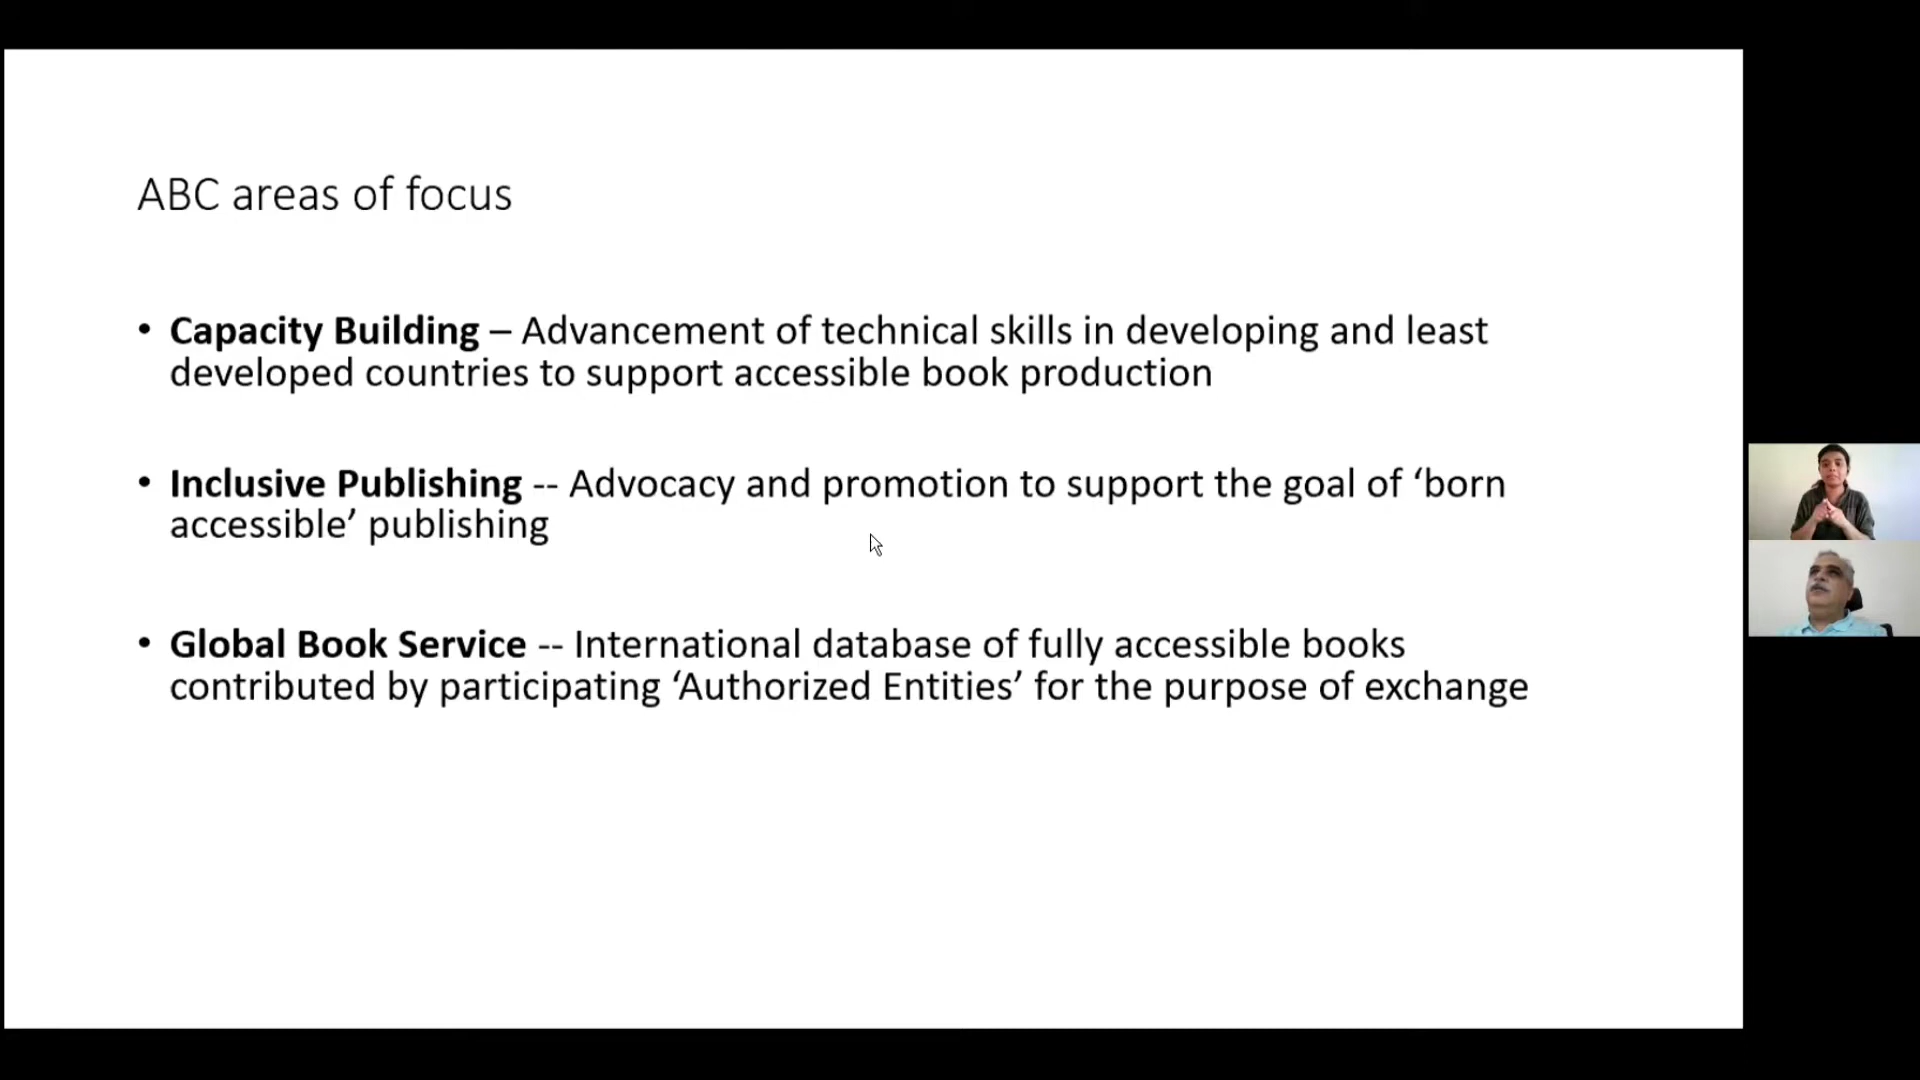 ABC areas of focus
• Capacity Building – Advancement of technical skills in developing and least
developed countries to support accessible book production
• Inclusive Publishing -- Advocacy and promotion to support the goal of ‘born
accessible’ publishing
• Global Book Service -- International database of fully accessible books
contributed by participating ‘Authorized Entities’ for the purpose of exchange